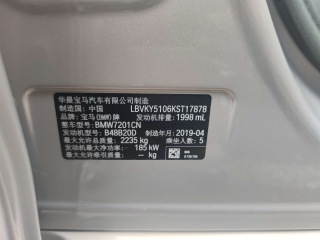 华晨宝马汽车有限公司制造
制造国：中国 LBVKY5106KST17878
品牌：宝马(BMW)牌 发动机排量：1998 mL
整车型号：BMW7201CN
发动机型号：B48B20D 制造年月：2019-04
最大允许总质量：2235 kg 乘坐人数：5
发动机最大净功率：185 kW
最大允许牵引质量：- kg